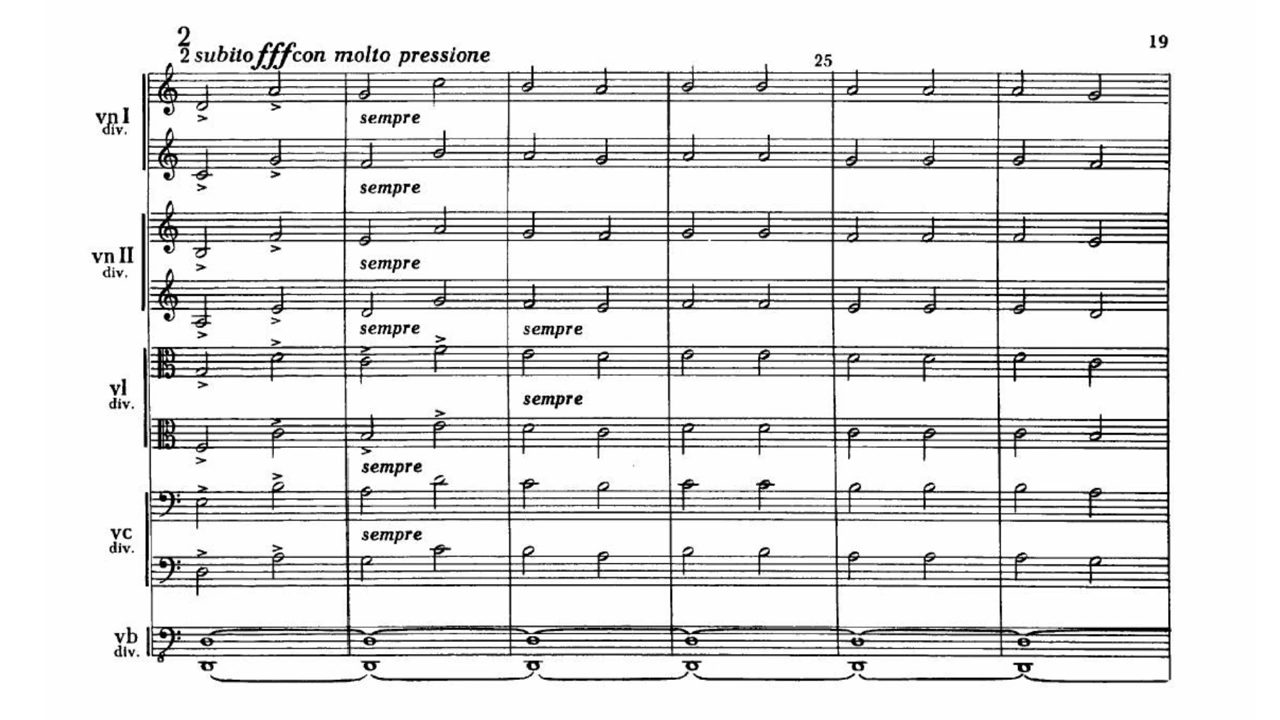 2
2 subito fff con molto pressione
19
25
vn I
div.
sempre
sempre
vn II
div.
sempre
sempre
sempre
vl
div.
sempre
sempre
vc
div.
sempre
vb
div.
8